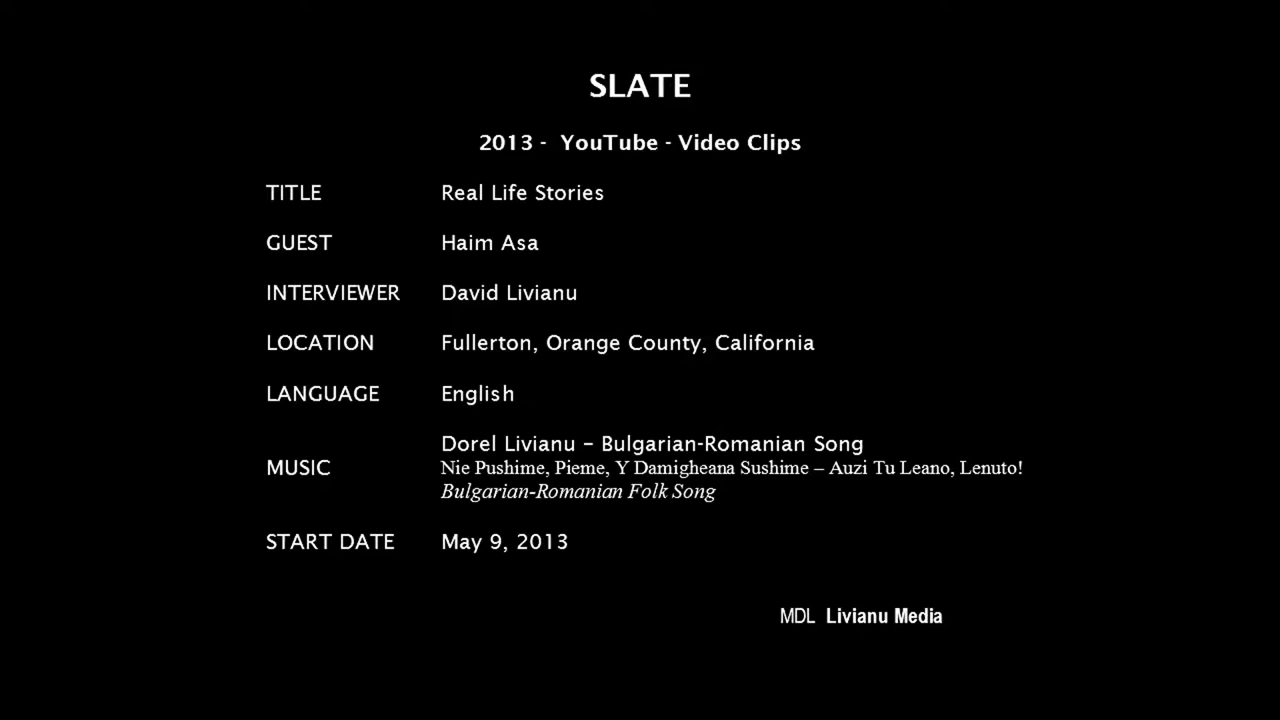 SLATE
2013 - YouTube - Video Clips
TITLE Real Life Stories
GUEST Haim Asa
INTERVIEWER David Livianu
LOCATION Fullerton, Orange County, California
LANGUAGE English
MUSIC Dorel Livianu – Bulgarian-Romanian Song
Nie Pushime, Pieme, Y Damigheana Sushime – Auzi Tu Leano, Lenuto!
Bulgarian-Romanian Folk Song
START DATE May 9, 2013
MDL Livianu Media